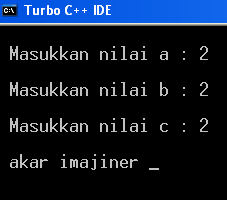 C:\ Turbo C++ IDE
Masukkan nilai a : 2
Masukkan nilai b : 2
Masukkan nilai c : 2
akar imajiner _